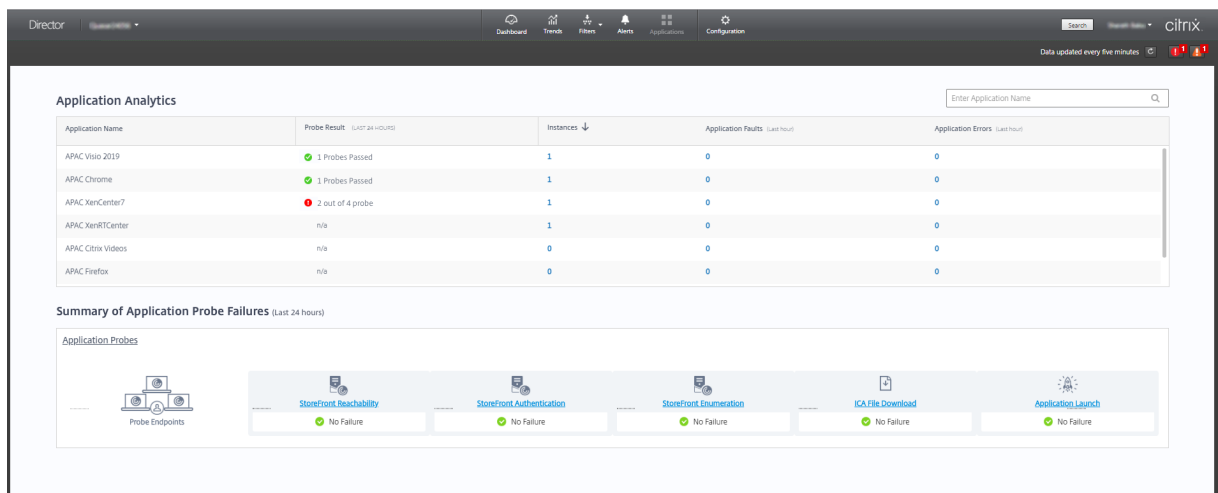 Director
Dashboard Trends Filters Alerts Applications Configuration
Search
citrix
Data updated every five minutes
1 1
Application Analytics
Enter Application Name
Application Name Probe Result (LAST 24 HOURS) Instances Application Faults (Last hour) Application Errors (Last hour)
APAC Visio 2019 1 Probes Passed 1 0 0
APAC Chrome 1 Probes Passed 1 0 0
APAC XenCenter7 2 out of 4 probe 1 0 0
APAC XenRTCenter n/a 1 0 0
APAC Citrix Videos n/a 0 0 0
APAC Firefox n/a 0 0 0
Summary of Application Probe Failures (Last 24 hours)
Application Probes
Probe Endpoints
StoreFront Reachability StoreFront Authentication StoreFront Enumeration ICA File Download Application Launch
No Failure No Failure No Failure No Failure No Failure